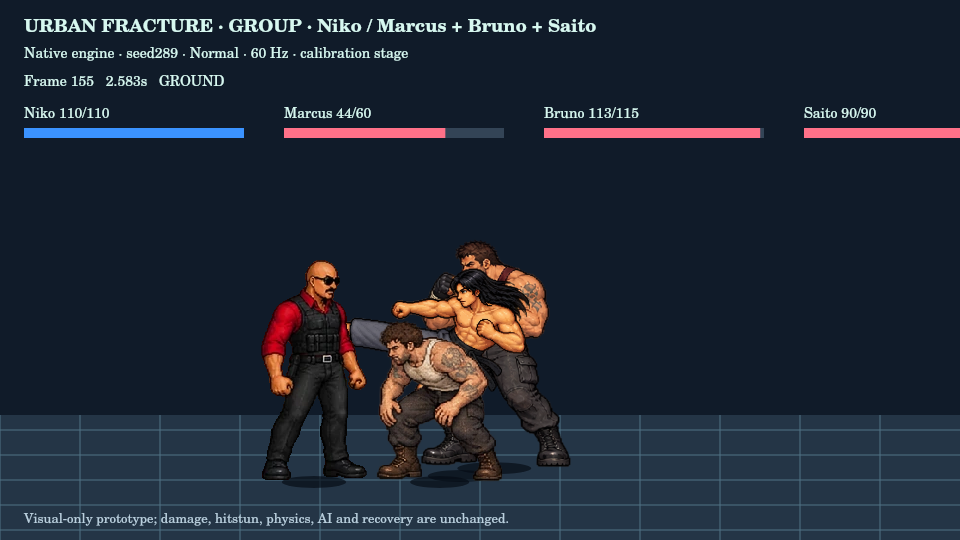 URBAN FRACTURE · GROUP · Niko / Marcus + Bruno + Saito
Native engine · seed289 · Normal · 60 Hz · calibration stage
Frame 155 2.583s GROUND
Niko 110/110 Marcus 44/60 Bruno 113/115 Saito 90/90
Visual-only prototype; damage, hitstun, physics, AI and recovery are unchanged.